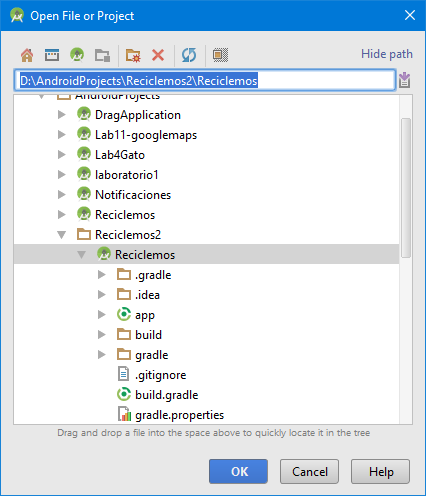 Open File or Project
Hide path
D:\AndroidProjects\Reciclemos2\Reciclemos
AndroidProjects
DragApplication
Lab11-googlemaps
Lab4Gato
laboratorio1
Notificaciones
Reciclemos
Reciclemos2
Reciclemos
.gradle
.idea
app
build
gradle
.gitignore
build.gradle
gradle.properties
Drag and drop a file into the space above to quickly locate it in the tree
OK Cancel Help